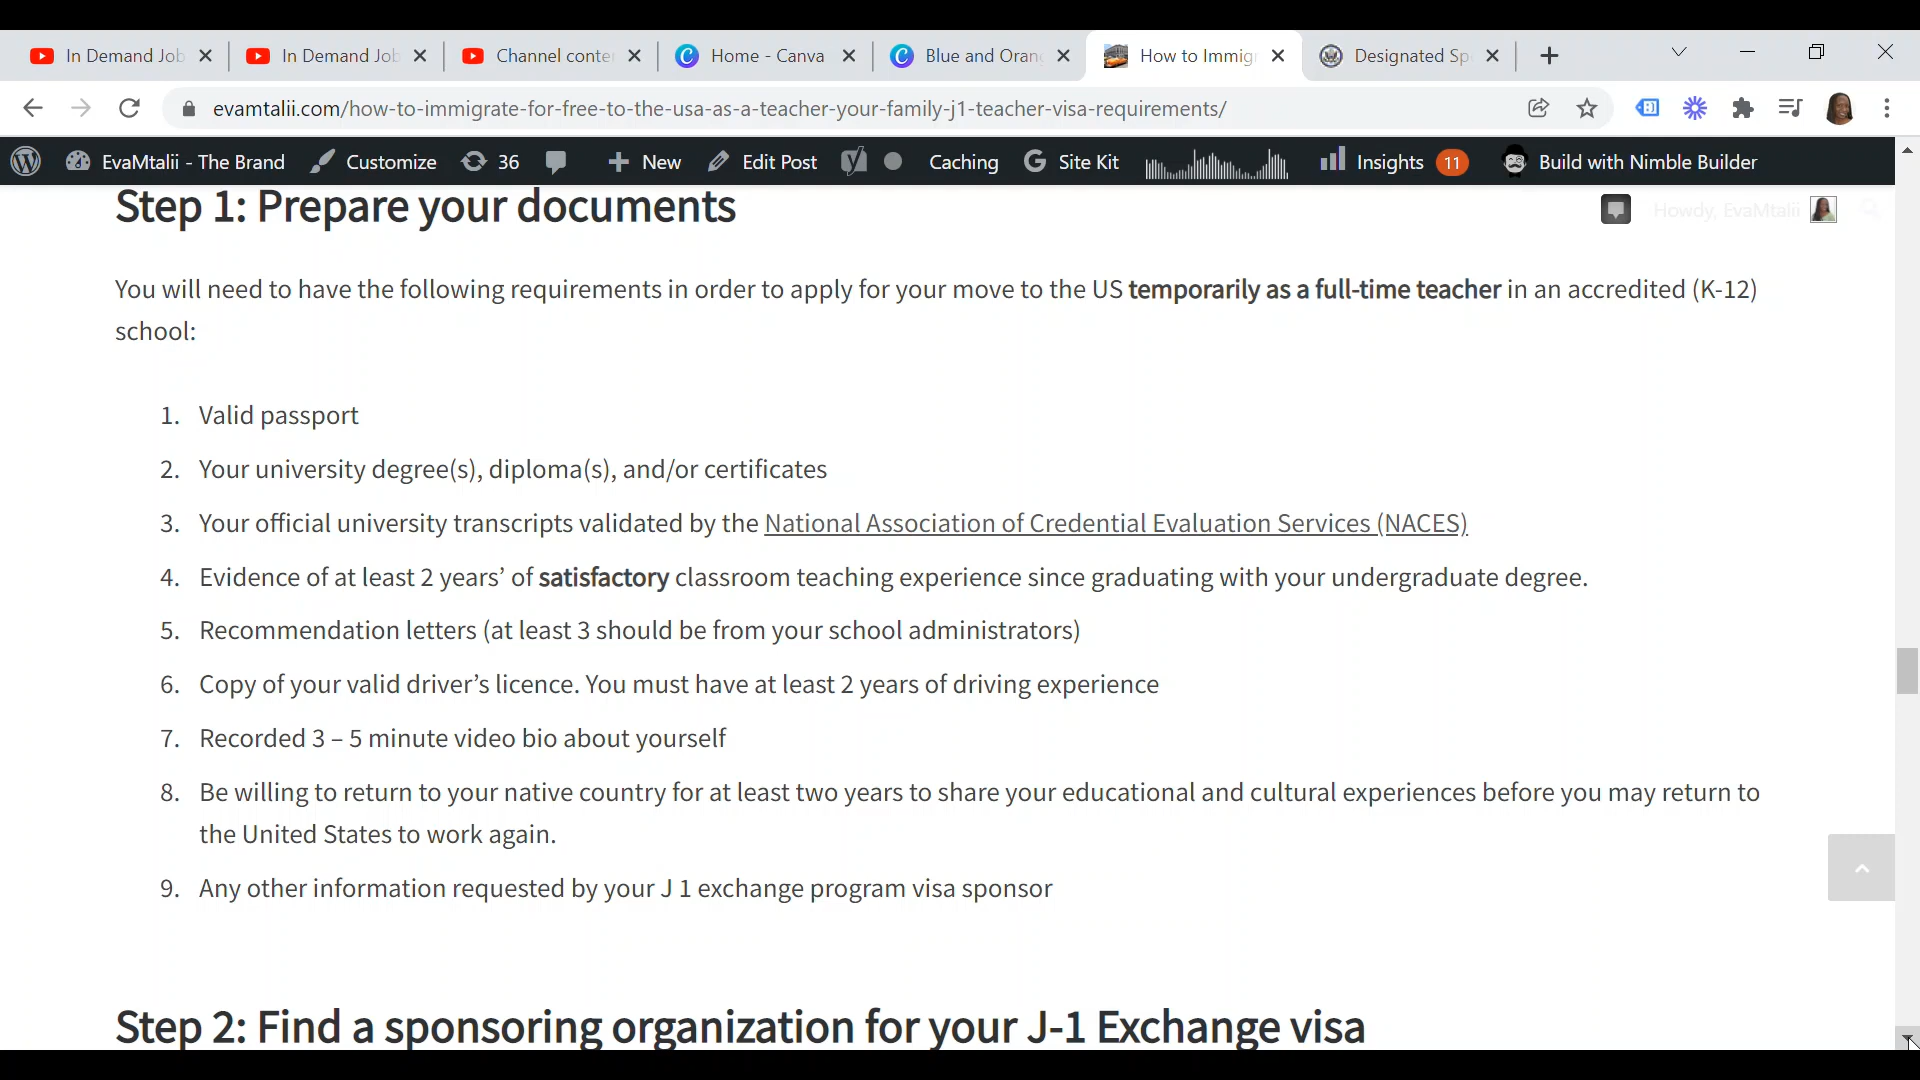 In Demand Job
In Demand Job
Channel conte
Home - Canva
Blue and Oran
How to Immig
Designated Sp
evamtalii.com/how-to-immigrate-for-free-to-the-usa-as-a-teacher-your-family-j1-teacher-visa-requirements/
EvaMtalii - The Brand Customize 36 New Edit Post Caching Site Kit Insights 11 Build with Nimble Builder
Howdy, EvaMtalii
Step 1: Prepare your documents
You will need to have the following requirements in order to apply for your move to the US temporarily as a full-time teacher in an accredited (K-12)
school:
1. Valid passport
2. Your university degree(s), diploma(s), and/or certificates
3. Your official university transcripts validated by the National Association of Credential Evaluation Services (NACES)
4. Evidence of at least 2 years’ of satisfactory classroom teaching experience since graduating with your undergraduate degree.
5. Recommendation letters (at least 3 should be from your school administrators)
6. Copy of your valid driver’s licence. You must have at least 2 years of driving experience
7. Recorded 3 – 5 minute video bio about yourself
8. Be willing to return to your native country for at least two years to share your educational and cultural experiences before you may return to
the United States to work again.
9. Any other information requested by your J 1 exchange program visa sponsor
Step 2: Find a sponsoring organization for your J-1 Exchange visa